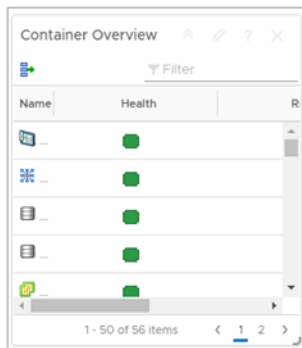 Container Overview ?
Filter
Name Health R
...
...
...
...
...
1 - 50 of 56 items 1 2